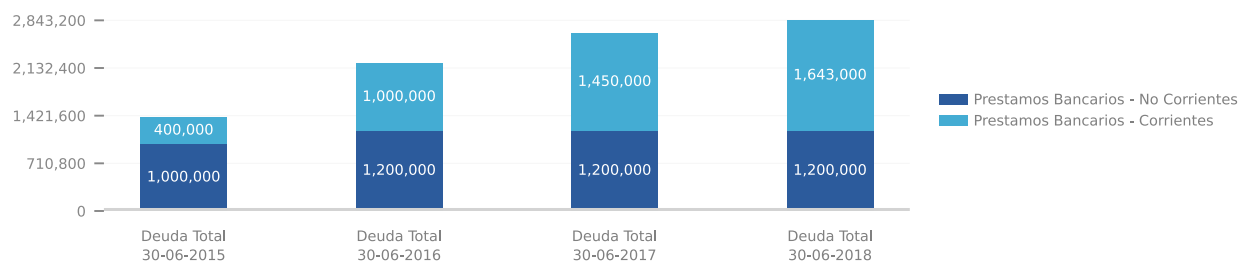 2,843,200
2,132,400
1,421,600
710,800
0
400,000
1,000,000
1,000,000
1,200,000
1,450,000
1,200,000
1,643,000
1,200,000
Deuda Total
30-06-2015
Deuda Total
30-06-2016
Deuda Total
30-06-2017
Deuda Total
30-06-2018
Prestamos Bancarios - No Corrientes
Prestamos Bancarios - Corrientes